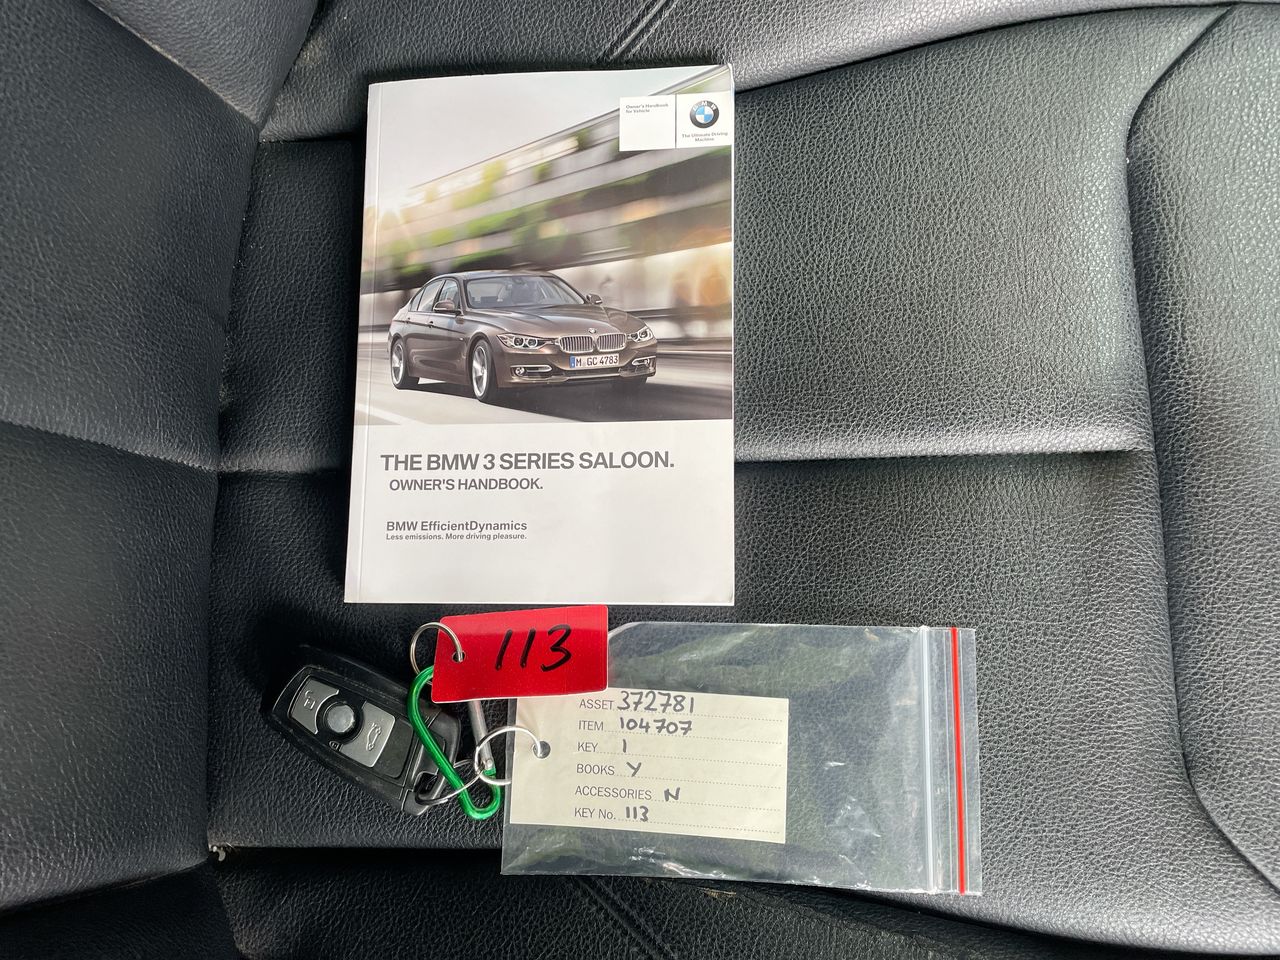 Owner's Handbook
for Vehicle
BMW
The Ultimate Driving
Machine
M GC 4783
THE BMW 3 SERIES SALOON.
OWNER'S HANDBOOK.
BMW EfficientDynamics
Less emissions. More driving pleasure.
113
ASSET 372781
ITEM 104707
KEY 1
BOOKS Y
ACCESSORIES N
KEY No. 113